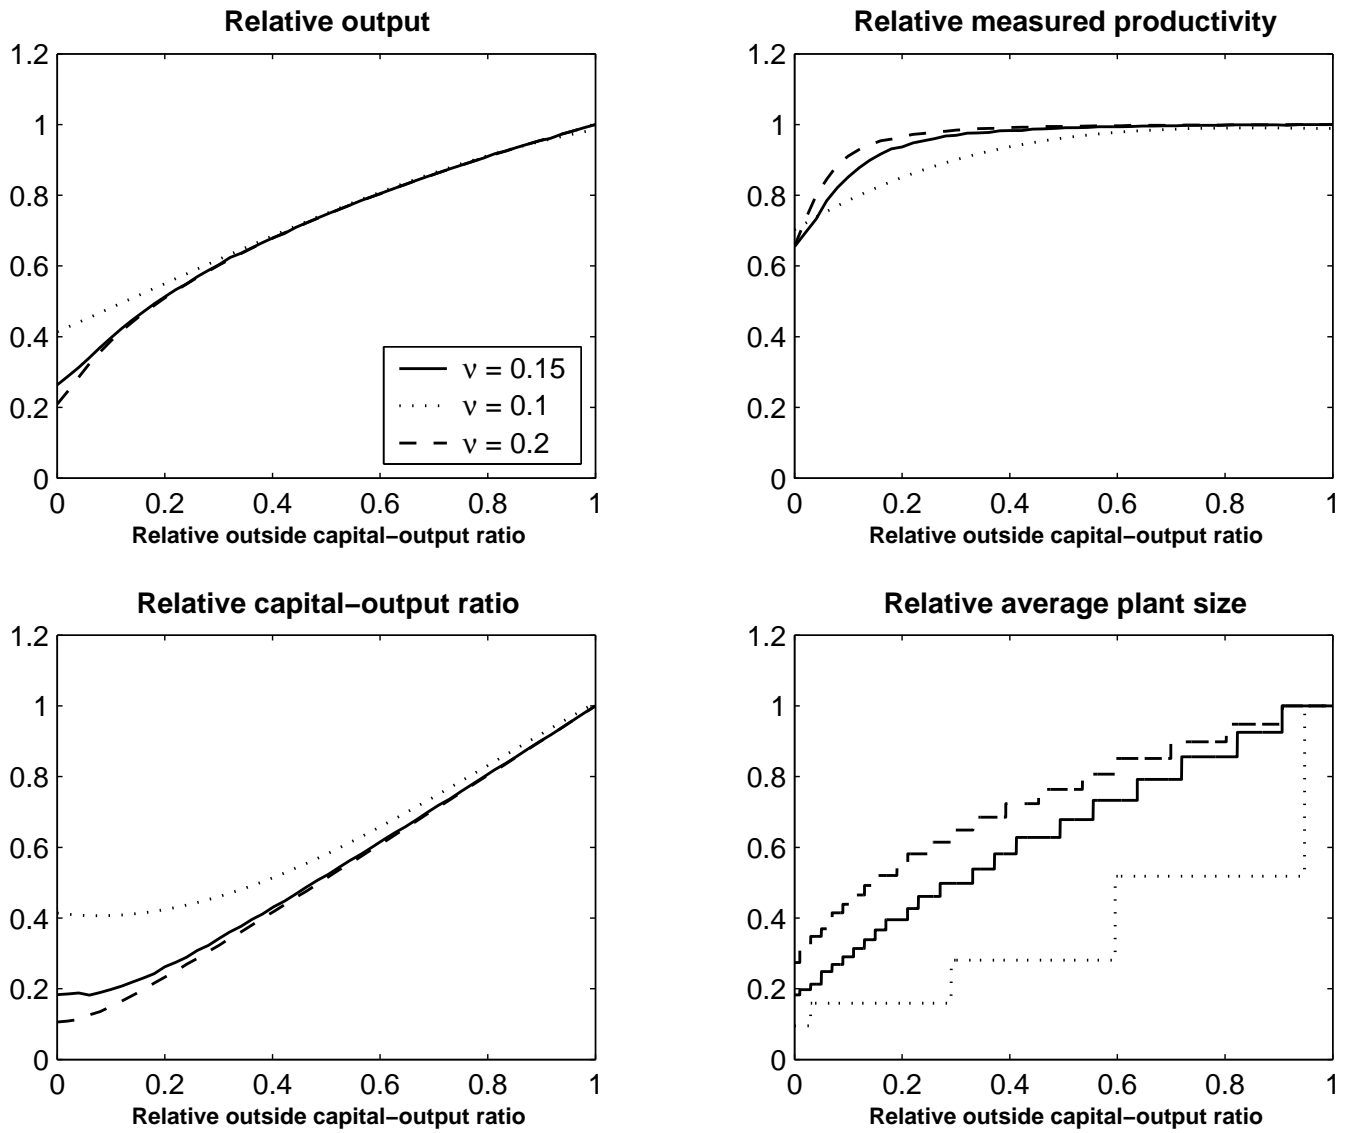 Relative output
1.2
1
0.8
0.6
0.4
0.2
0
0 0.2 0.4 0.6 0.8 1
Relative outside capital–output ratio
ν = 0.15
ν = 0.1
ν = 0.2
Relative measured productivity
1.2
1
0.8
0.6
0.4
0.2
0
0 0.2 0.4 0.6 0.8 1
Relative outside capital–output ratio
Relative capital–output ratio
1.2
1
0.8
0.6
0.4
0.2
0
0 0.2 0.4 0.6 0.8 1
Relative outside capital–output ratio
Relative average plant size
1.2
1
0.8
0.6
0.4
0.2
0
0 0.2 0.4 0.6 0.8 1
Relative outside capital–output ratio